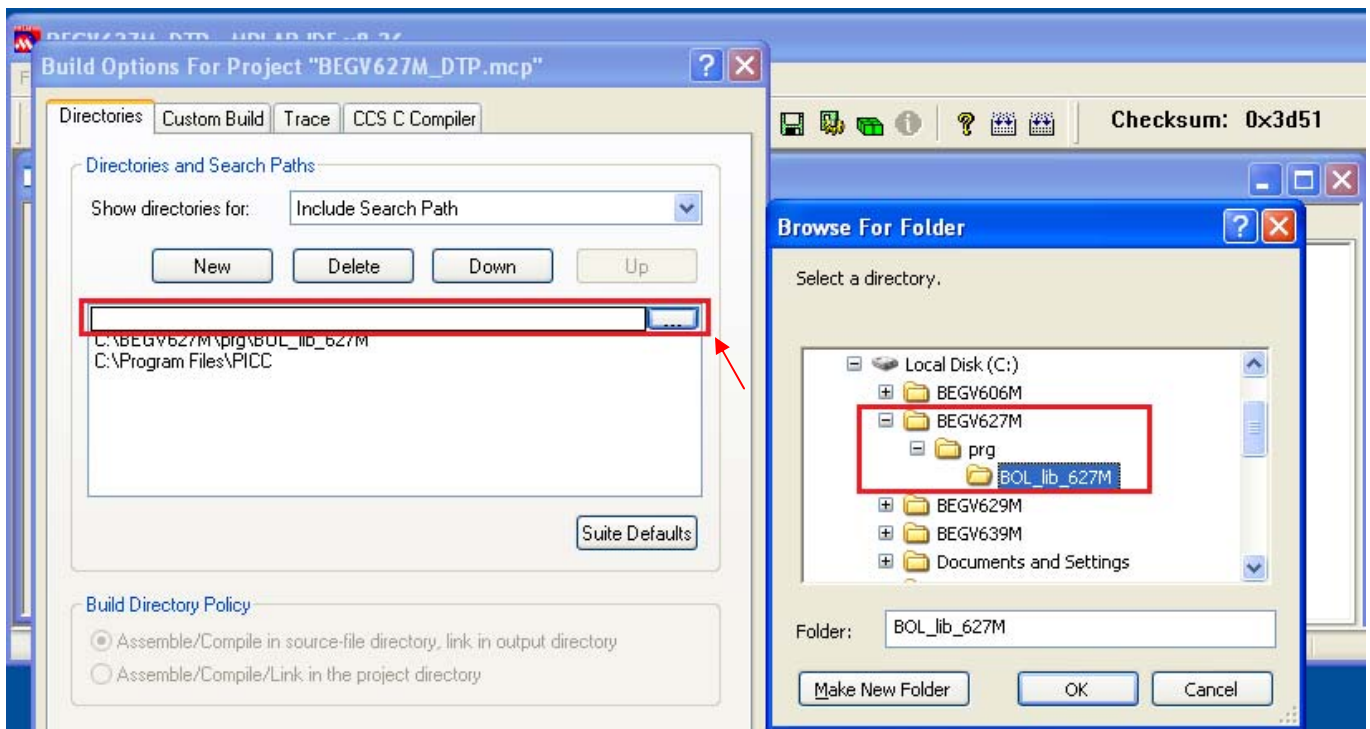 Build Options For Project "BEGV627M_DTP.mcp"
Directories Custom Build Trace CCS C Compiler
Checksum: 0x3d51
Directories and Search Paths
Show directories for: Include Search Path
New Delete Down Up
...
C:\BEGV627M\prg\BOL_lib_627M
C:\Program Files\PICC
Suite Defaults
Build Directory Policy
Assemble/Compile in source-file directory, link in output directory
Assemble/Compile/Link in the project directory
Browse For Folder
Select a directory.
Local Disk (C:)
BEGV606M
BEGV627M
prg
BOL_lib_627M
BEGV629M
BEGV639M
Documents and Settings
Folder: BOL_lib_627M
Make New Folder OK Cancel